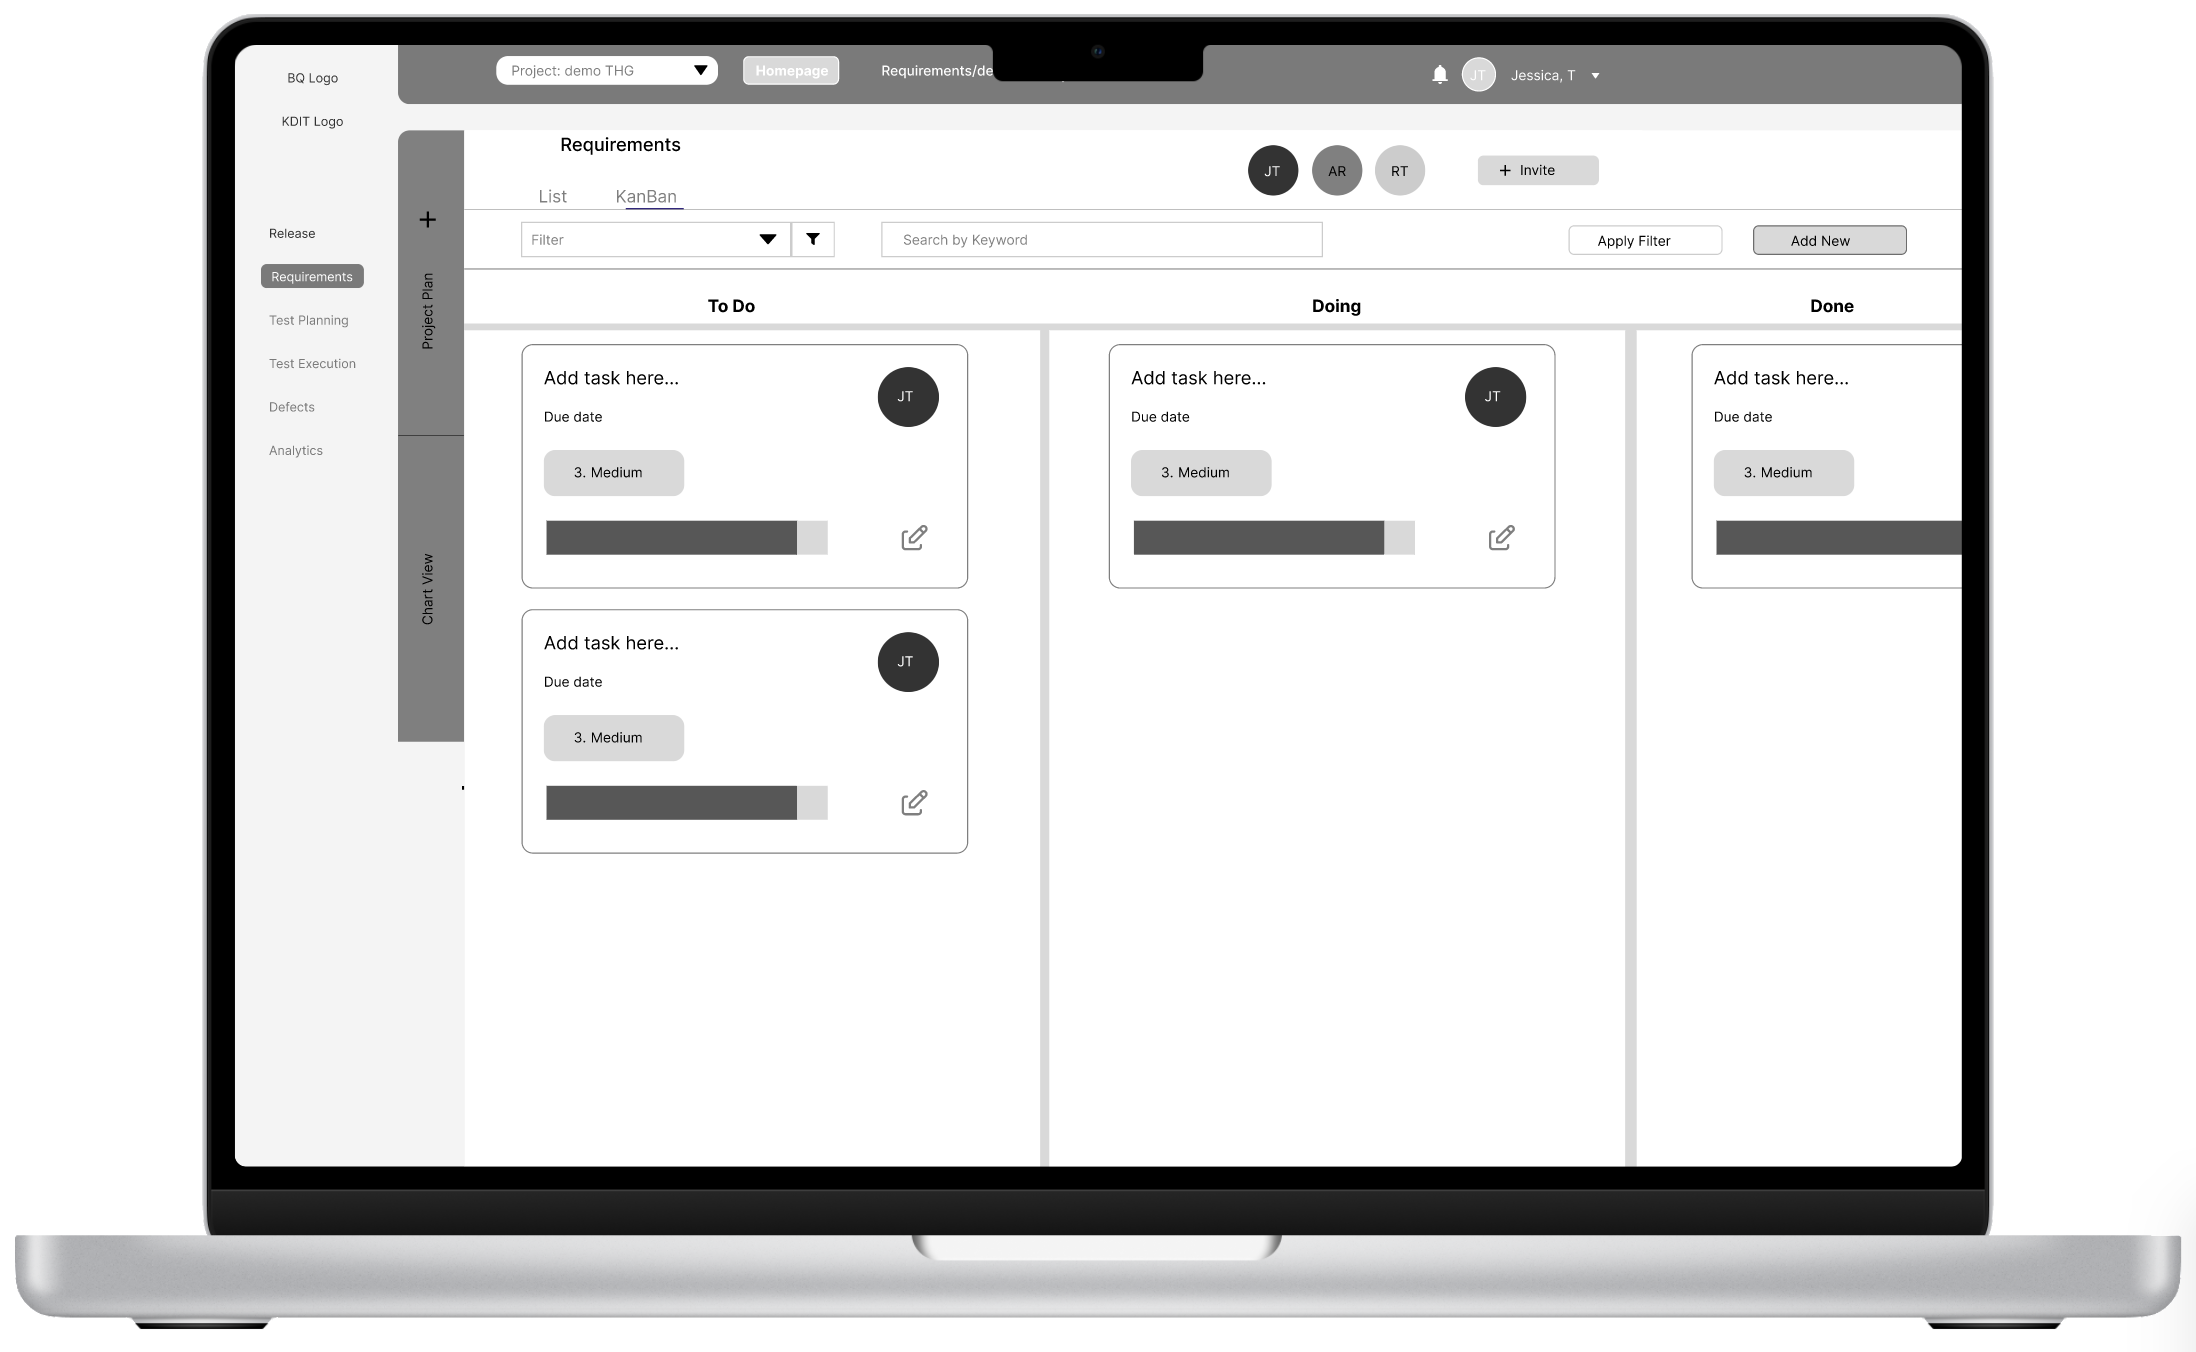 BQ Logo
KDIT Logo
Release
Requirements
Test Planning
Test Execution
Defects
Analytics
Project: demo THG
Homepage
Requirements/de
JT
Jessica, T
Project Plan
Chart View
Requirements
JT
AR
RT
+ Invite
List
KanBan
Filter
Search by Keyword
Apply Filter
Add New
To Do
Doing
Done
Add task here...
JT
Due date
3. Medium
Add task here...
JT
Due date
3. Medium
Add task here...
JT
Due date
3. Medium
Add task here...
Due date
3. Medium